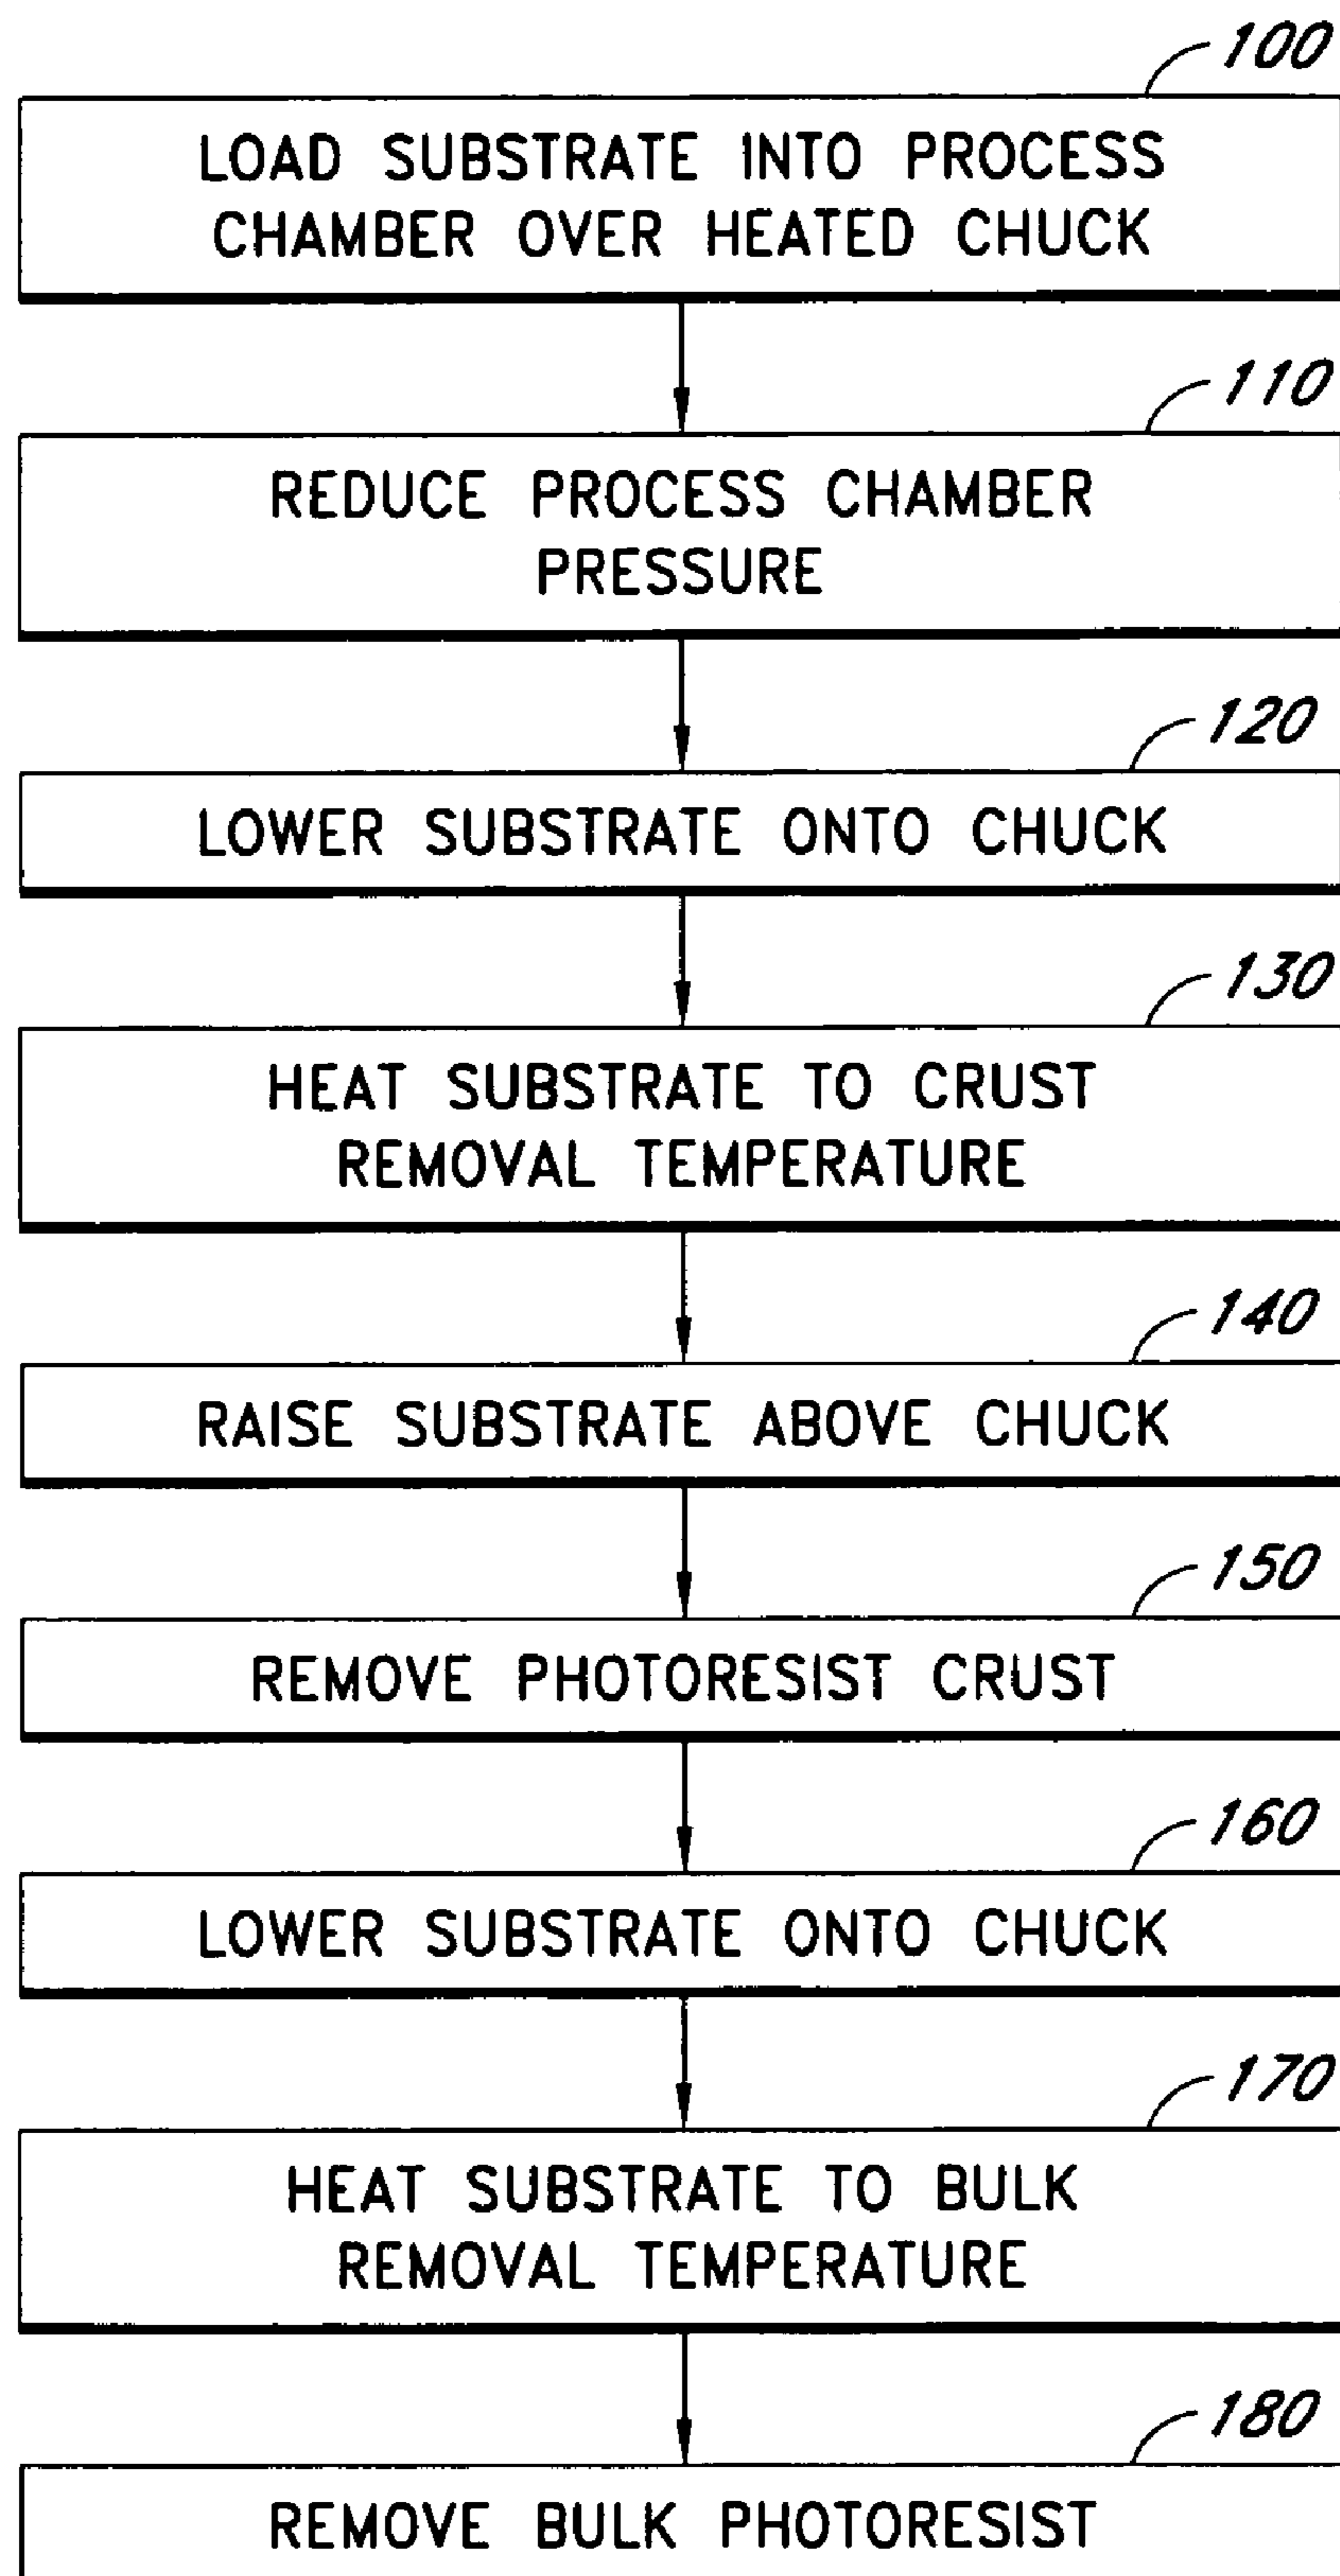 100
LOAD SUBSTRATE INTO PROCESS
CHAMBER OVER HEATED CHUCK
110
REDUCE PROCESS CHAMBER
PRESSURE
120
LOWER SUBSTRATE ONTO CHUCK
130
HEAT SUBSTRATE TO CRUST
REMOVAL TEMPERATURE
140
RAISE SUBSTRATE ABOVE CHUCK
150
REMOVE PHOTORESIST CRUST
160
LOWER SUBSTRATE ONTO CHUCK
170
HEAT SUBSTRATE TO BULK
REMOVAL TEMPERATURE
180
REMOVE BULK PHOTORESIST